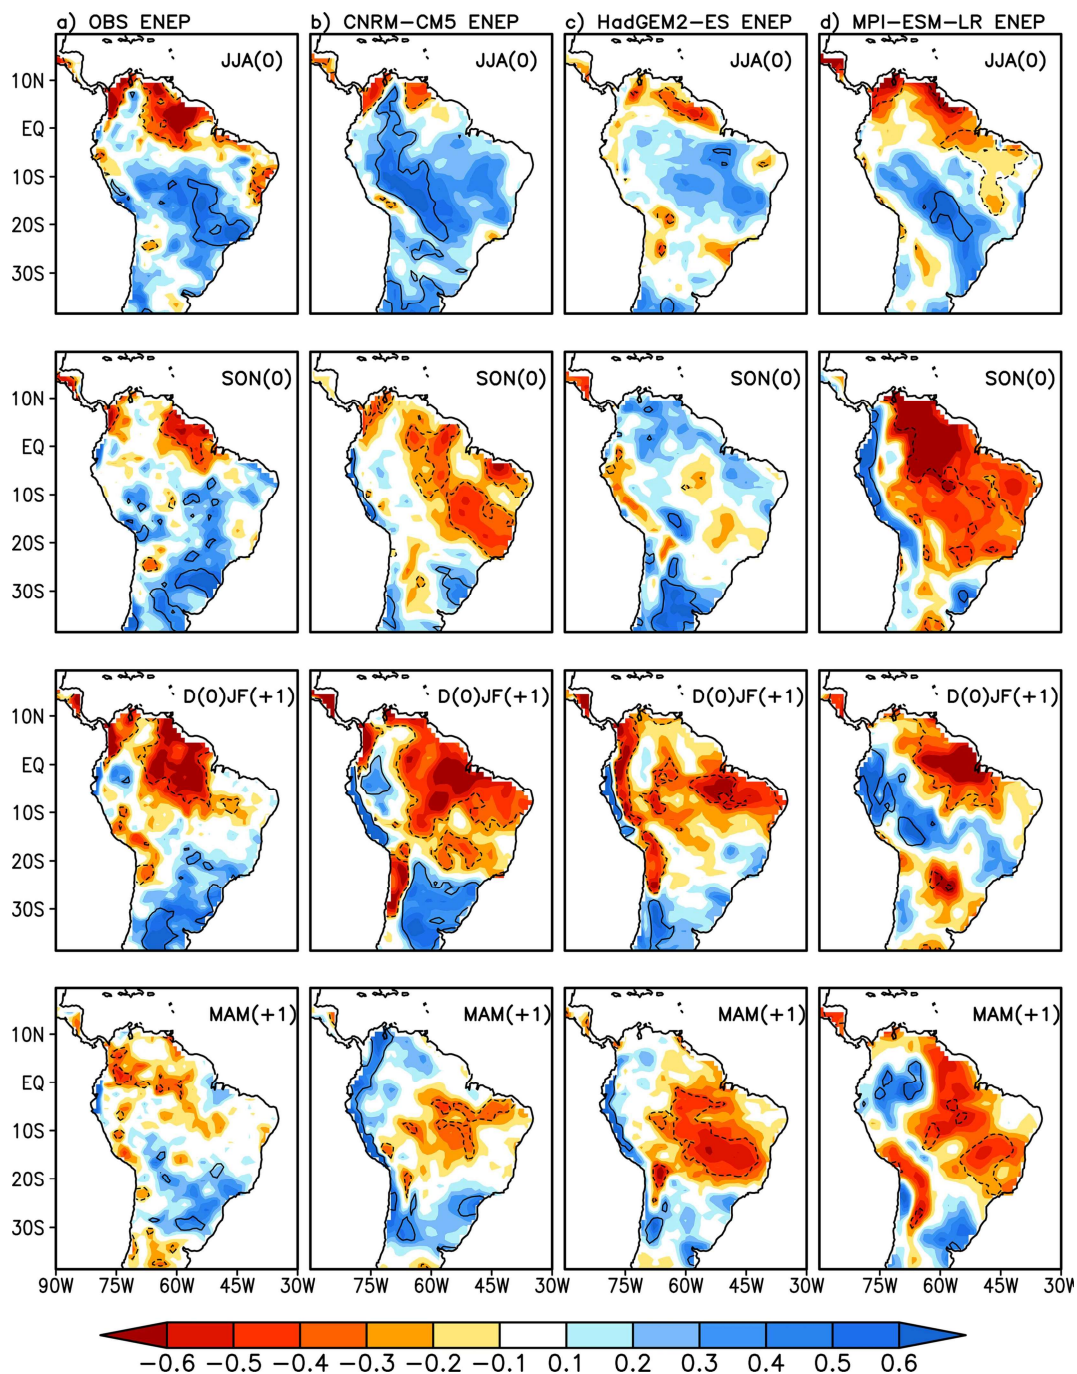 a) OBS ENEP b) CNRM-CM5 ENEP c) HadGEM2-ES ENEP d) MPI-ESM-LR ENEP
JJA(0) JJA(0) JJA(0) JJA(0)
10N
EQ
10S
20S
30S
SON(0) SON(0) SON(0) SON(0)
10N
EQ
10S
20S
30S
D(0)JF(+1) D(0)JF(+1) D(0)JF(+1) D(0)JF(+1)
10N
EQ
10S
20S
30S
MAM(+1) MAM(+1) MAM(+1) MAM(+1)
10N
EQ
10S
20S
30S
90W 75W 60W 45W 30W 75W 60W 45W 30W 75W 60W 45W 30W 75W 60W 45W 30W
-0.6 -0.5 -0.4 -0.3 -0.2 -0.1 0.1 0.2 0.3 0.4 0.5 0.6